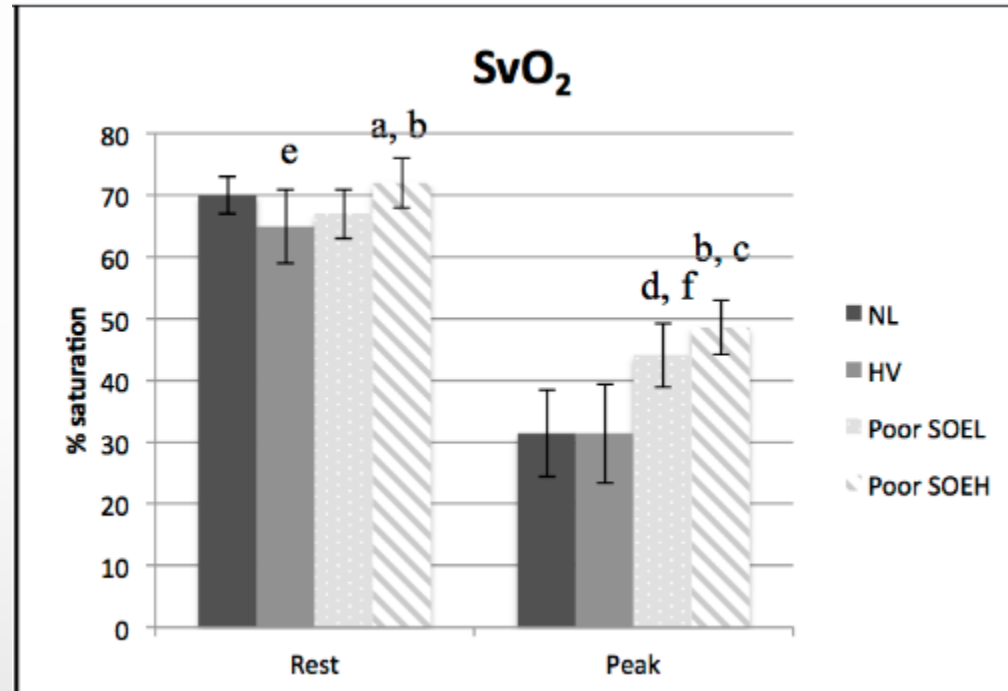 SvO₂
% saturation
80
70
60
50
40
30
20
10
0
e
a, b
d, f
b, c
Rest
Peak
NL
HV
Poor SOEL
Poor SOEH